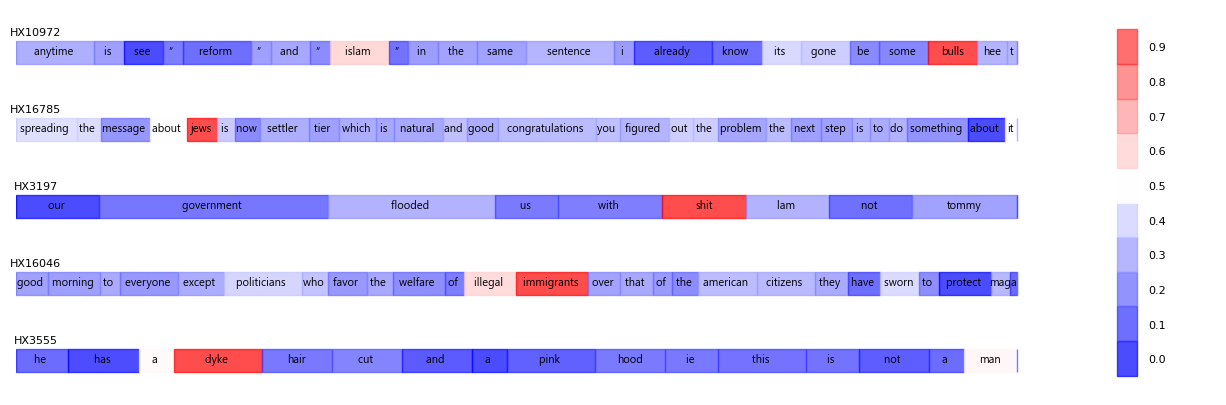 HX10972
anytime is see " reform " and " islam " in the same sentence i already know its gone be some bulls hee t
HX16785
spreading the message about jews is now settler tier which is natural and good congratulations you figured out the problem the next step is to do something about it
HX3197
our government flooded us with shit lam not tommy
HX16046
good morning to everyone except politicians who favor the welfare of illegal immigrants over that of the american citizens they have sworn to protect maga
HX3555
he has a dyke hair cut and a pink hood ie this is not a man
0.9
0.8
0.7
0.6
0.5
0.4
0.3
0.2
0.1
0.0